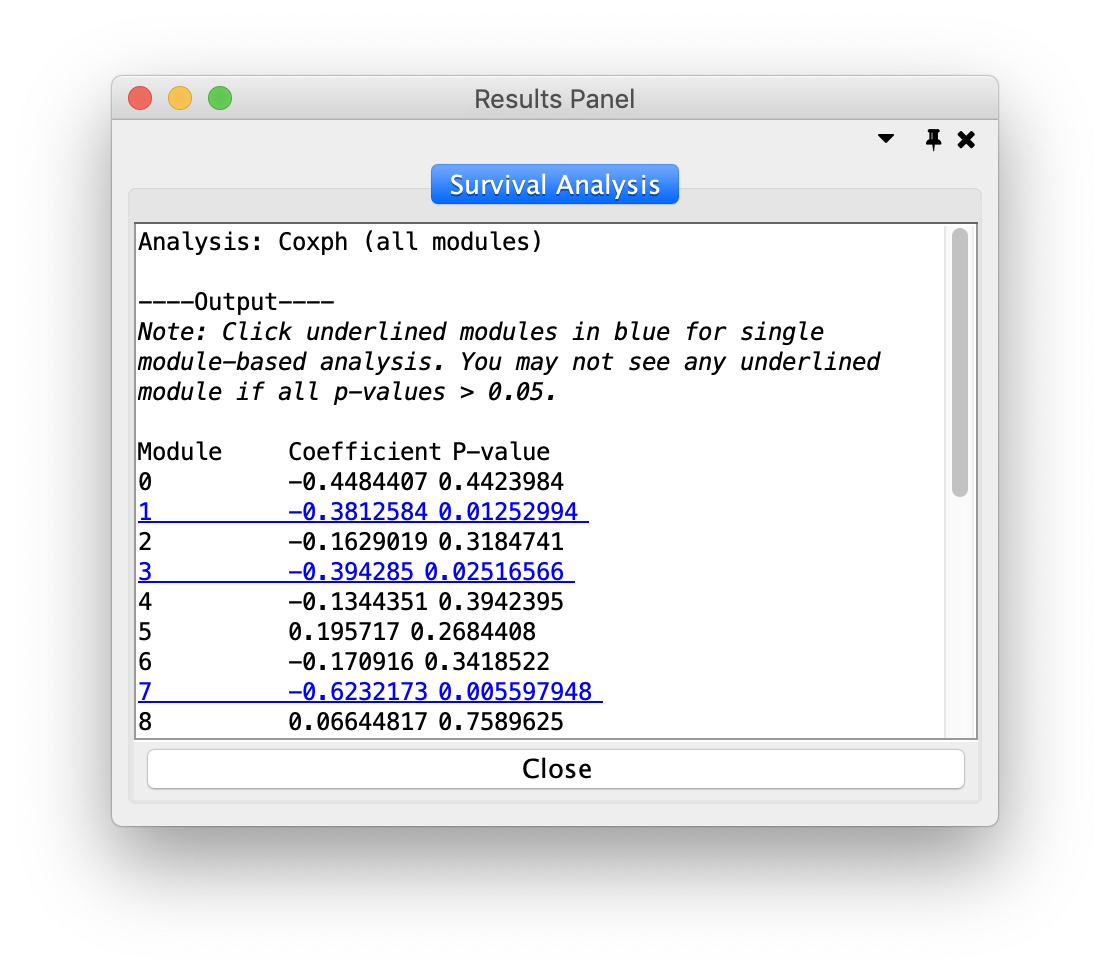 Results Panel
Survival Analysis
Analysis: Coxph (all modules)
----Output----
Note: Click underlined modules in blue for single
module-based analysis. You may not see any underlined
module if all p-values > 0.05.
Module Coefficient P-value
0 -0.4484407 0.4423984
1 -0.3812584 0.01252994
2 -0.1629019 0.3184741
3 -0.394285 0.02516566
4 -0.1344351 0.3942395
5 0.195717 0.2684408
6 -0.170916 0.3418522
7 -0.6232173 0.005597948
8 0.06644817 0.7589625
Close